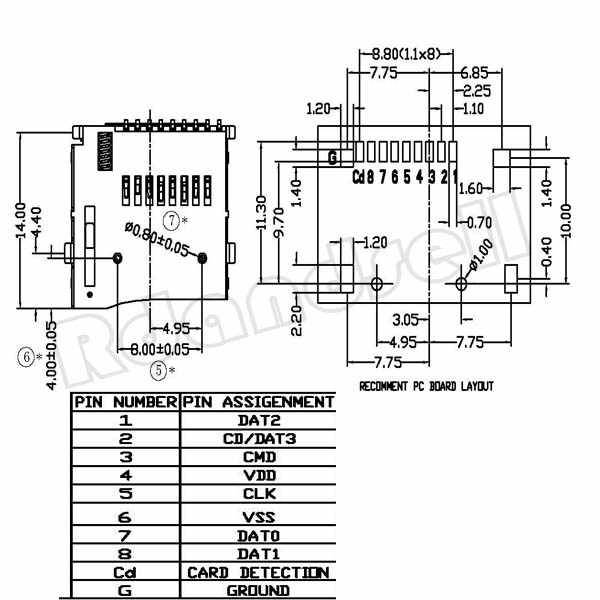 8.80(1.1x8)
7.75
6.85
2.25
1.20
1.10
G
Cd 8 7 6 5 4 3 2 1
14.00
4.40
ø0.80±0.05
⑦*
11.30
9.70
1.40
1.40
1.60
0.70
10.00
1.20
ø1.00
0.40
4.95
8.00±0.05
⑤*
⑥*
4.00±0.05
2.20
3.05
4.95
7.75
7.75
RECOMMENT PC BOARD LAYOUT
Rdandsell
PIN NUMBER PIN ASSIGENMENT
1 DAT2
2 CD/DAT3
3 CMD
4 VDD
5 CLK
6 VSS
7 DAT0
8 DAT1
Cd CARD DETECTION
G GROUND